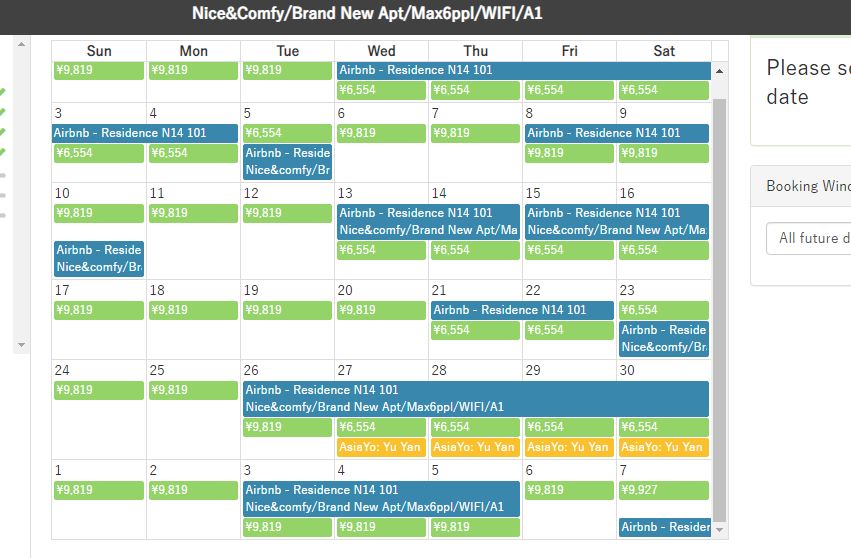 Nice&Comfy/Brand New Apt/Max6ppl/WIFI/A1
Sun Mon Tue Wed Thu Fri Sat
¥9,819 ¥9,819 ¥9,819 Airbnb - Residence N14 101
¥6,554 ¥6,554 ¥6,554 ¥6,554
3 4 5 6 7 8 9
Airbnb - Residence N14 101 ¥6,554 ¥9,819 ¥9,819 Airbnb - Residence N14 101
¥6,554 ¥6,554 Airbnb - Reside ¥9,819 ¥9,819
Nice&comfy/Br
10 11 12 13 14 15 16
¥9,819 ¥9,819 ¥9,819 Airbnb - Residence N14 101 Airbnb - Residence N14 101
Nice&comfy/Brand New Apt/Ma Nice&comfy/Brand New Apt/Ma
Airbnb - Reside ¥6,554 ¥6,554 ¥6,554 ¥6,554
Nice&comfy/Br
17 18 19 20 21 22 23
¥9,819 ¥9,819 ¥9,819 ¥9,819 Airbnb - Residence N14 101 ¥6,554
¥6,554 ¥6,554 Airbnb - Reside
Nice&comfy/Br
24 25 26 27 28 29 30
¥9,819 ¥9,819 Airbnb - Residence N14 101
Nice&comfy/Brand New Apt/Max6ppl/WIFI/A1
¥9,819 ¥6,554 ¥6,554 ¥6,554 ¥6,554
AsiaYo: Yu Yan AsiaYo: Yu Yan AsiaYo: Yu Yan AsiaYo: Yu Yan
1 2 3 4 5 6 7
¥9,819 ¥9,819 Airbnb - Residence N14 101 ¥9,819 ¥9,927
Nice&comfy/Brand New Apt/Max6ppl/WIFI/A1
¥9,819 ¥9,819 ¥9,819 Airbnb - Residen
Please se
date
Booking Wind
All future d